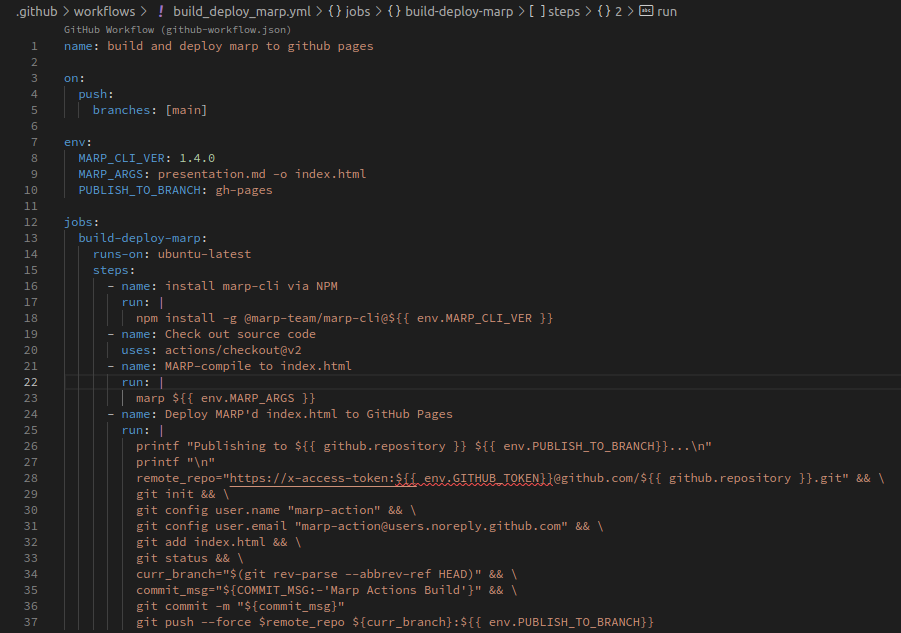 .github > workflows > ! build_deploy_marp.yml > {} jobs > {} build-deploy-marp > [ ] steps > {} 2 > abc run
GitHub Workflow (github-workflow.json)
1 name: build and deploy marp to github pages
2
3 on:
4   push:
5     branches: [main]
6
7 env:
8   MARP_CLI_VER: 1.4.0
9   MARP_ARGS: presentation.md -o index.html
10   PUBLISH_TO_BRANCH: gh-pages
11
12 jobs:
13   build-deploy-marp:
14     runs-on: ubuntu-latest
15     steps:
16       - name: install marp-cli via NPM
17         run: |
18           npm install -g @marp-team/marp-cli@${{ env.MARP_CLI_VER }}
19       - name: Check out source code
20         uses: actions/checkout@v2
21       - name: MARP-compile to index.html
22         run: |
23           marp ${{ env.MARP_ARGS }}
24       - name: Deploy MARP'd index.html to GitHub Pages
25         run: |
26           printf "Publishing to ${{ github.repository }} ${{ env.PUBLISH_TO_BRANCH}}...\n"
27           printf "\n"
28           remote_repo="https://x-access-token:${{ env.GITHUB_TOKEN}}@github.com/${{ github.repository }}.git" && \
29           git init && \
30           git config user.name "marp-action" && \
31           git config user.email "marp-action@users.noreply.github.com" && \
32           git add index.html && \
33           git status && \
34           curr_branch="$(git rev-parse --abbrev-ref HEAD)" && \
35           commit_msg="${COMMIT_MSG:-'Marp Actions Build'}" && \
36           git commit -m "${commit_msg}"
37           git push --force $remote_repo ${curr_branch}:${{ env.PUBLISH_TO_BRANCH}}